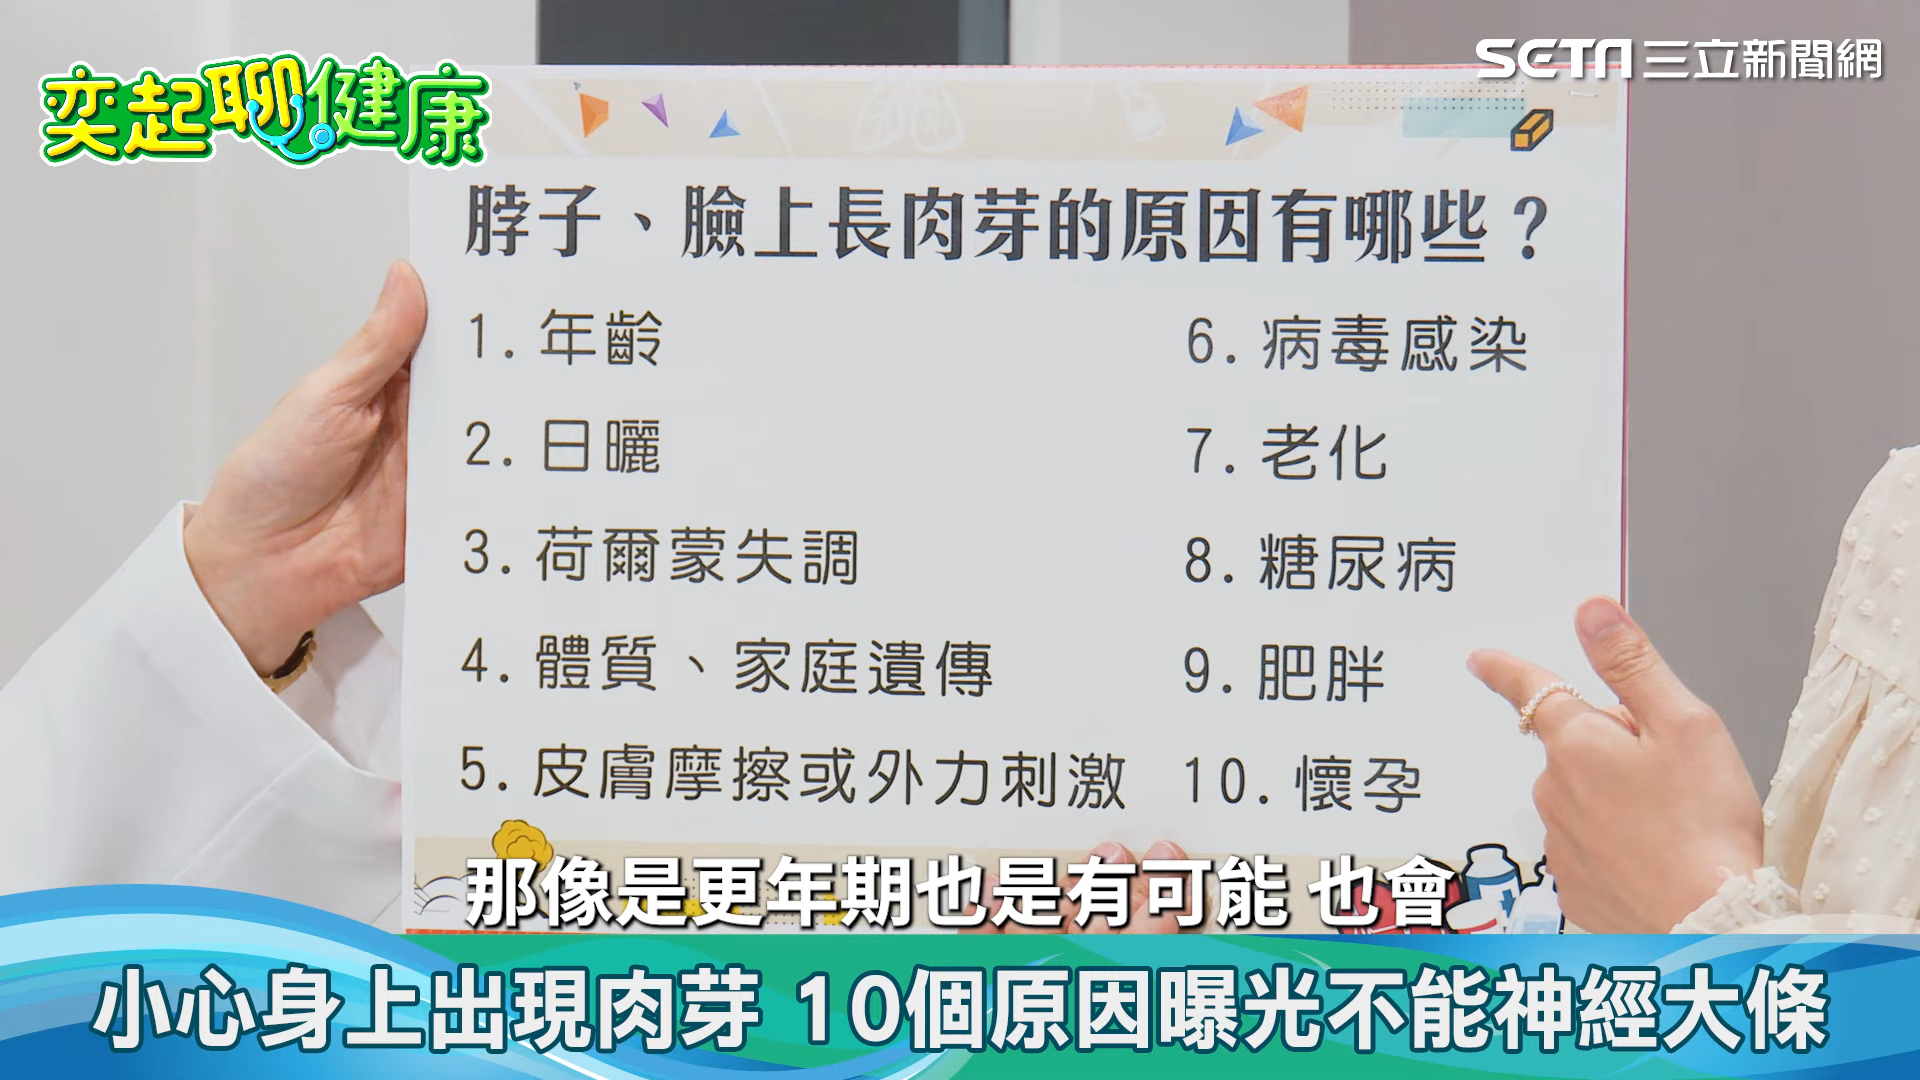 奕起聊健康
SETN三立新聞網
脖子、臉上長肉芽的原因有哪些？
1. 年齡
2. 日曬
3. 荷爾蒙失調
4. 體質、家庭遺傳
5. 皮膚摩擦或外力刺激
6. 病毒感染
7. 老化
8. 糖尿病
9. 肥胖
10. 懷孕
那像是更年期也是有可能 也會
小心身上出現肉芽 10個原因曝光不能神經大條